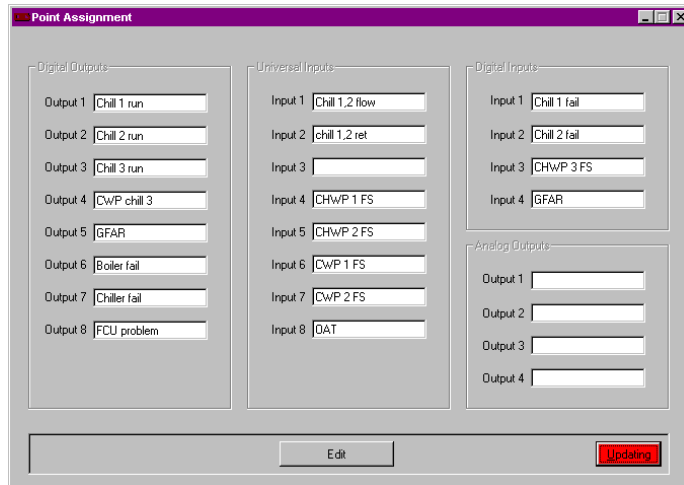 Point Assignment
Digital Outputs
Output 1 Chill 1 run
Output 2 Chill 2 run
Output 3 Chill 3 run
Output 4 CWP chill 3
Output 5 GFAR
Output 6 Boiler fail
Output 7 Chiller fail
Output 8 FCU problem
Universal Inputs
Input 1 Chill 1,2 flow
Input 2 chill 1,2 ret
Input 3
Input 4 CHWP 1 FS
Input 5 CHWP 2 FS
Input 6 CWP 1 FS
Input 7 CWP 2 FS
Input 8 OAT
Digital Inputs
Input 1 Chill 1 fail
Input 2 Chill 2 fail
Input 3 CHWP 3 FS
Input 4 GFAR
Analog Outputs
Output 1
Output 2
Output 3
Output 4
Edit
Updating